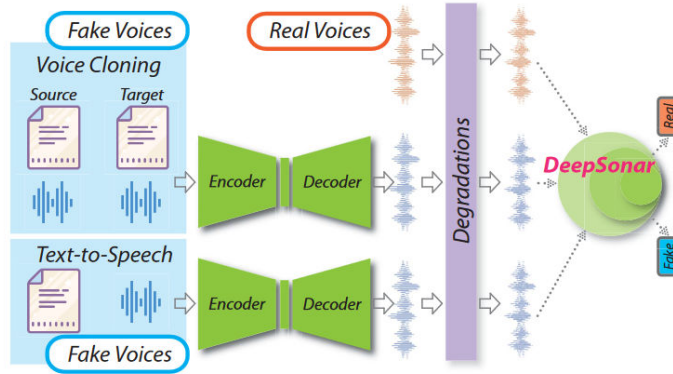 Fake Voices
Real Voices
Voice Cloning
Source Target
Encoder Decoder
Degradations
DeepSonar
Real
Fake
Text-to-Speech
Encoder Decoder
Fake Voices